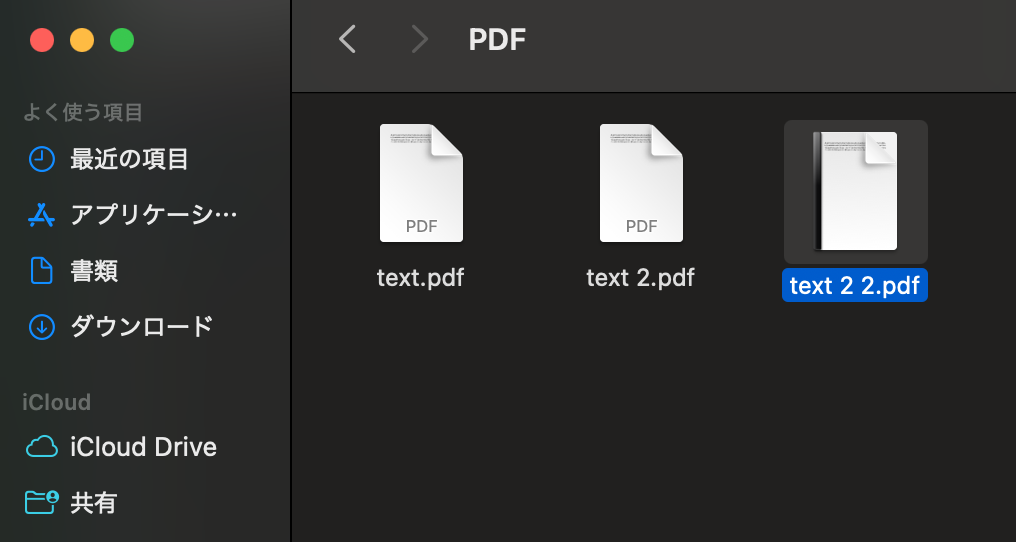 PDF
よく使う項目
最近の項目
アプリケーシ…
書類
ダウンロード
iCloud
iCloud Drive
共有
PDF
PDF
text.pdf
text 2.pdf
text 2 2.pdf